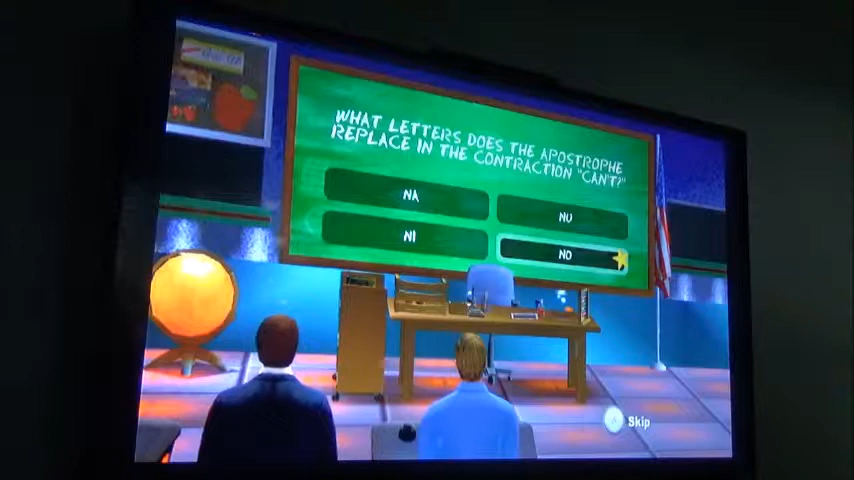 WHAT LETTERS DOES THE APOSTROPHE
REPLACE IN THE CONTRACTION "CAN'T?"
NA
NU
NI
NO
Skip